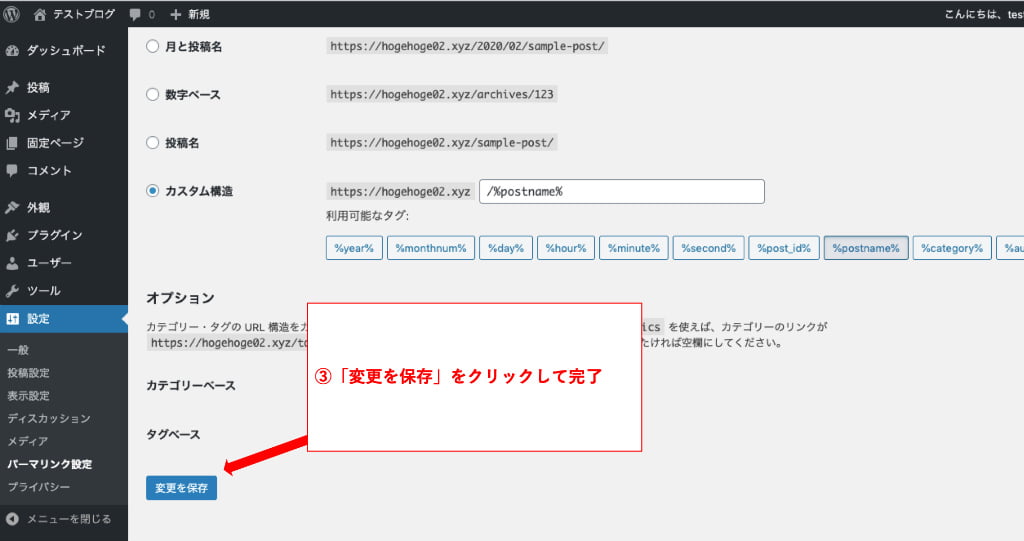 テストブログ 0 新規 こんにちは、tes
ダッシュボード
投稿
メディア
固定ページ
コメント
外観
プラグイン
ユーザー
ツール
設定
一般
投稿設定
表示設定
ディスカッション
メディア
パーマリンク設定
プライバシー
メニューを閉じる
月と投稿名 https://hogehoge02.xyz/2020/02/sample-post/
数字ベース https://hogehoge02.xyz/archives/123
投稿名 https://hogehoge02.xyz/sample-post/
カスタム構造 https://hogehoge02.xyz /%postname%
利用可能なタグ:
%year% %monthnum% %day% %hour% %minute% %second% %post_id% %postname% %category% %au
オプション
カテゴリー・タグの URL 構造をカ ics を使えば、カテゴリーのリンクが
https://hogehoge02.xyz/to たければ空欄にしてください。
カテゴリーベース
③「変更を保存」をクリックして完了
タグベース
変更を保存